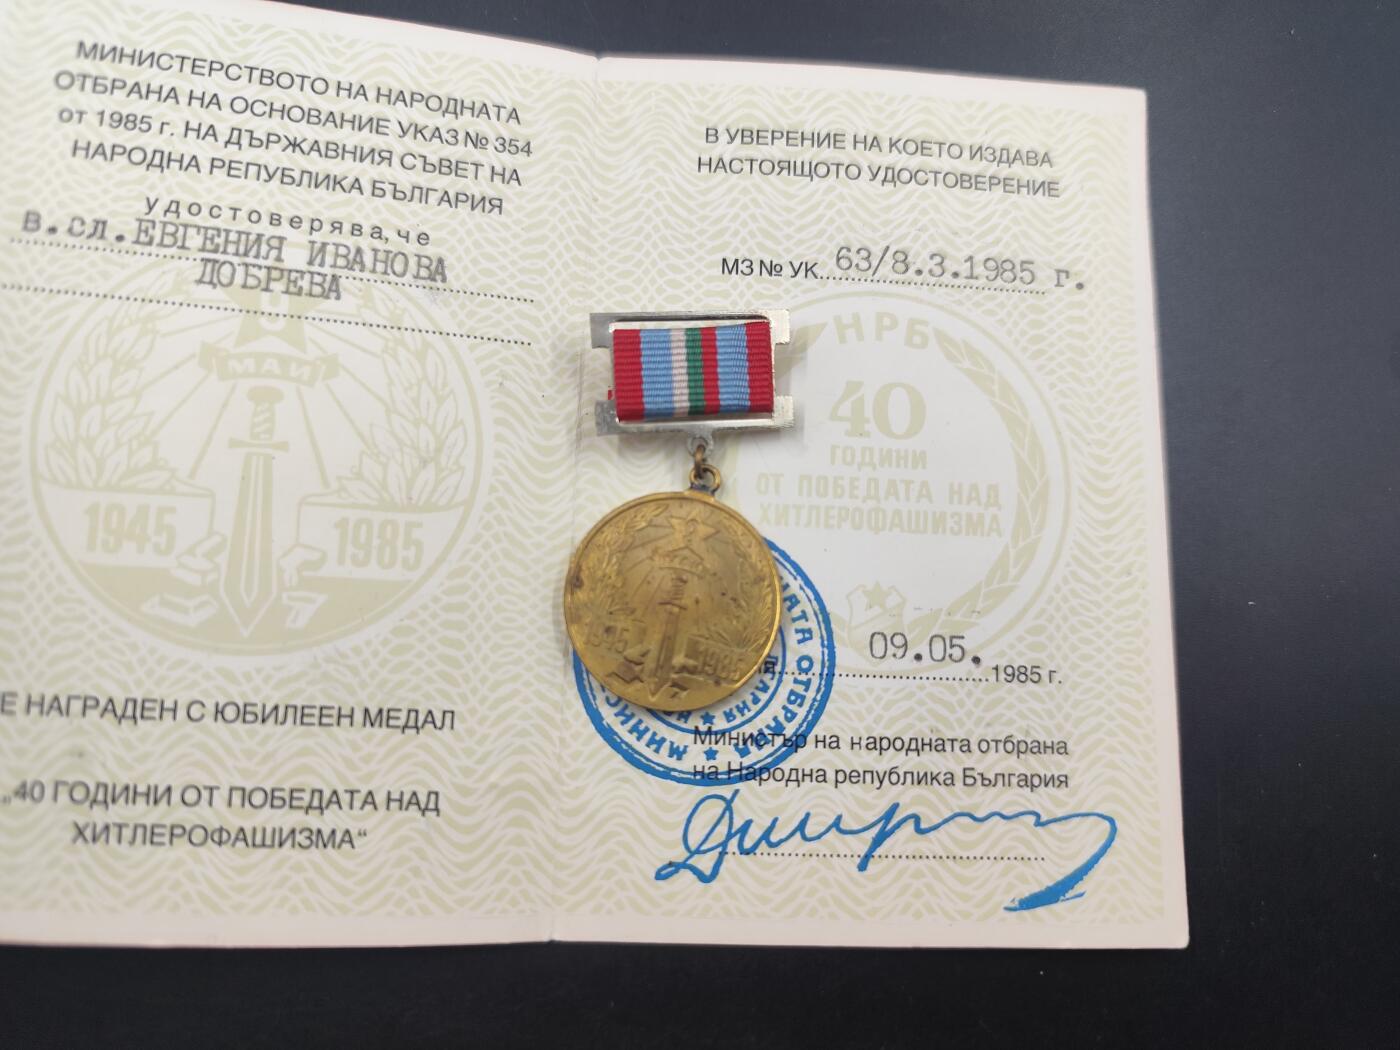 МИНИСТЕРСТВОТО НА НАРОДНАТА
ОТБРАНА НА ОСНОВАНИЕ УКАЗ № 354
от 1985 г. НА ДЪРЖАВНИЯ СЪВЕТ НА
НАРОДНА РЕПУБЛИКА БЪЛГАРИЯ
удостоверява, че
в.сл.ЕВГЕНИЯ ИВАНОВА
ДОБРЕВА
9
МАЙ
1945
1985
Е НАГРАДЕН С ЮБИЛЕЕН МЕДАЛ
„40 ГОДИНИ ОТ ПОБЕДАТА НАД
ХИТЛЕРОФАШИЗМА“
В УВЕРЕНИЕ НА КОЕТО ИЗДАВА
НАСТОЯЩОТО УДОСТОВЕРЕНИЕ
МЗ № УК 63/8.3.1985 г.
НРБ
40
ГОДИНИ
ОТ ПОБЕДАТА НАД
ХИТЛЕРОФАШИЗМА
1945
1985
09.05. 1985 г.
Министър на народната отбрана
на Народна република България